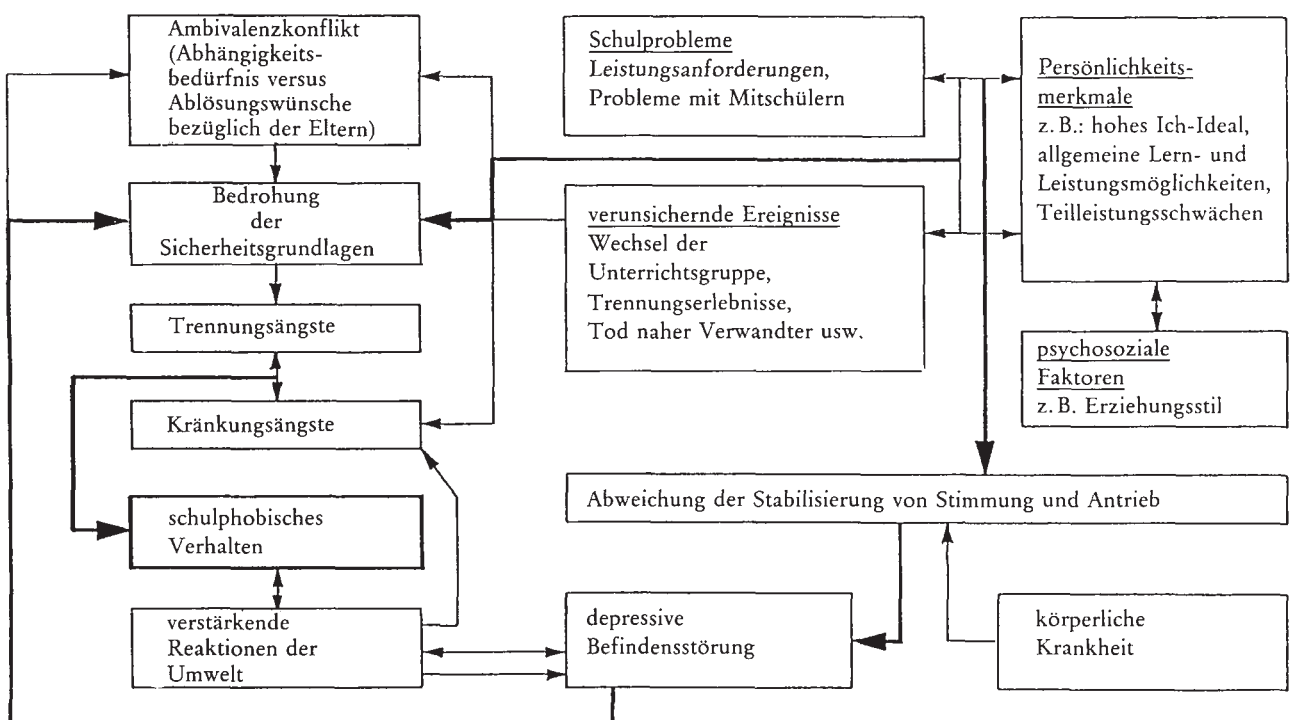 Ambivalenzkonflikt
(Abhängigkeits-
bedürfnis versus
Ablösungswünsche
bezüglich der Eltern)
Bedrohung
der
Sicherheitsgrundlagen
Trennungsängste
Kränkungsängste
schulphobisches
Verhalten
verstärkende
Reaktionen der
Umwelt
Schulprobleme
Leistungsanforderungen,
Probleme mit Mitschülern
verunsichernde Ereignisse
Wechsel der
Unterrichtsgruppe,
Trennungserlebnisse,
Tod naher Verwandter usw.
Persönlichkeits-
merkmale
z. B.: hohes Ich-Ideal,
allgemeine Lern- und
Leistungsmöglichkeiten,
Teilleistungsschwächen
psychosoziale
Faktoren
z. B. Erziehungsstil
Abweichung der Stabilisierung von Stimmung und Antrieb
depressive
Befindensstörung
körperliche
Krankheit